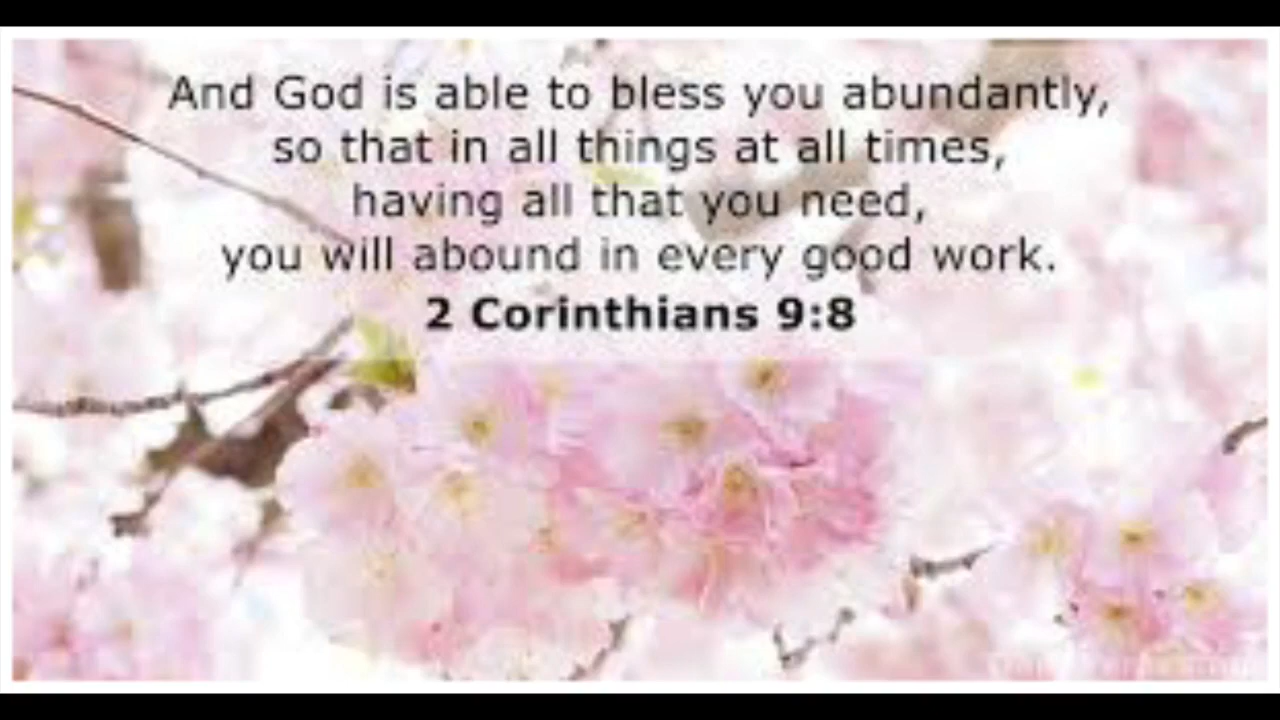 And God is able to bless you abundantly,
so that in all things at all times,
having all that you need,
you will abound in every good work.
2 Corinthians 9:8